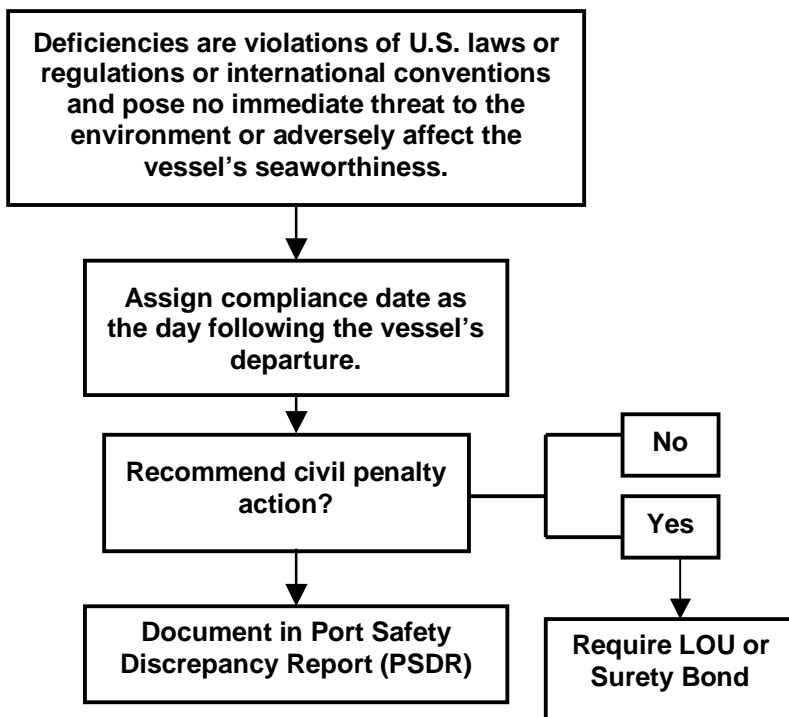 Deficiencies are violations of U.S. laws or
regulations or international conventions
and pose no immediate threat to the
environment or adversely affect the
vessel’s seaworthiness.
Assign compliance date as
the day following the vessel’s
departure.
Recommend civil penalty
action?
No
Yes
Document in Port Safety
Discrepancy Report (PSDR)
Require LOU or
Surety Bond